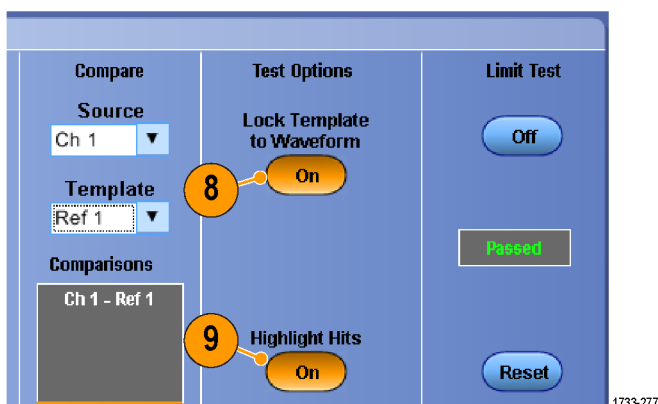 Compare
Source
Ch 1
Template
Ref 1
Comparisons
Ch 1 - Ref 1
Test Options
Lock Template
to Waveform
8
On
9
Highlight Hits
On
Limit Test
Off
Passed
Reset
1733-277